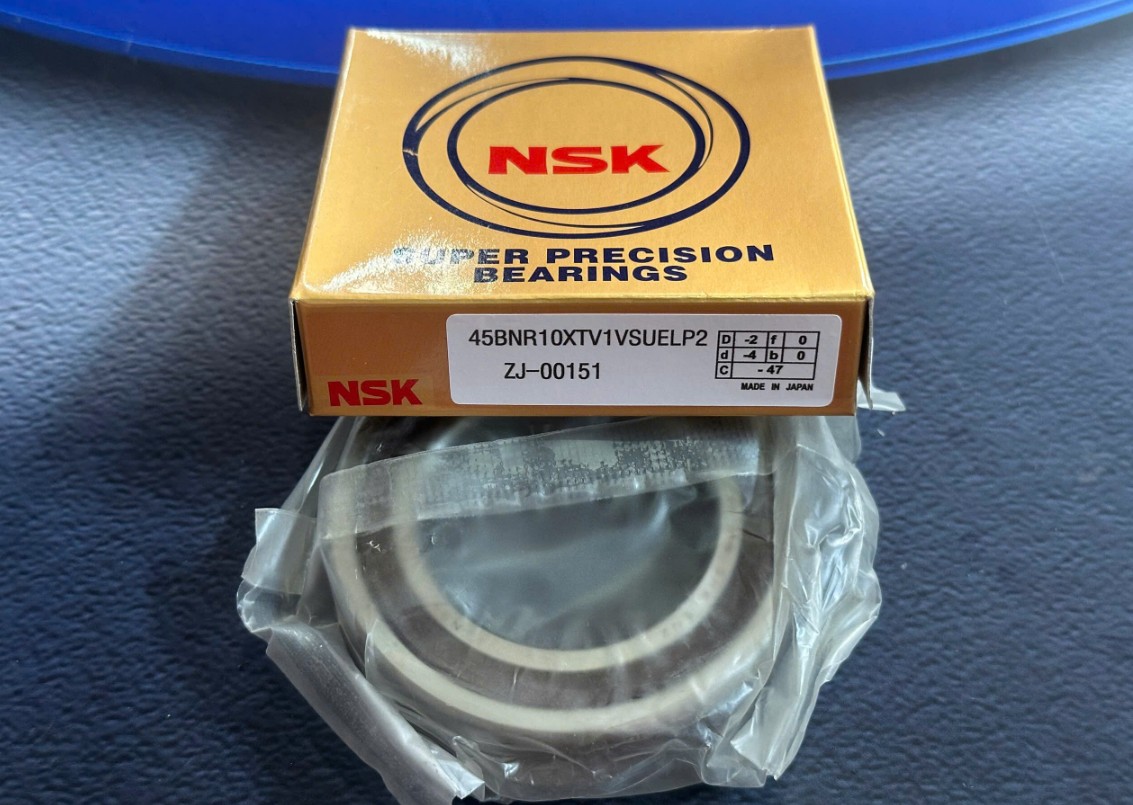 NSK
SUPER PRECISION
BEARINGS
45BNR10XTV1VSUELP2
ZJ-00151
D -2 f 0
d -4 b 0
C -47
MADE IN JAPAN
NSK